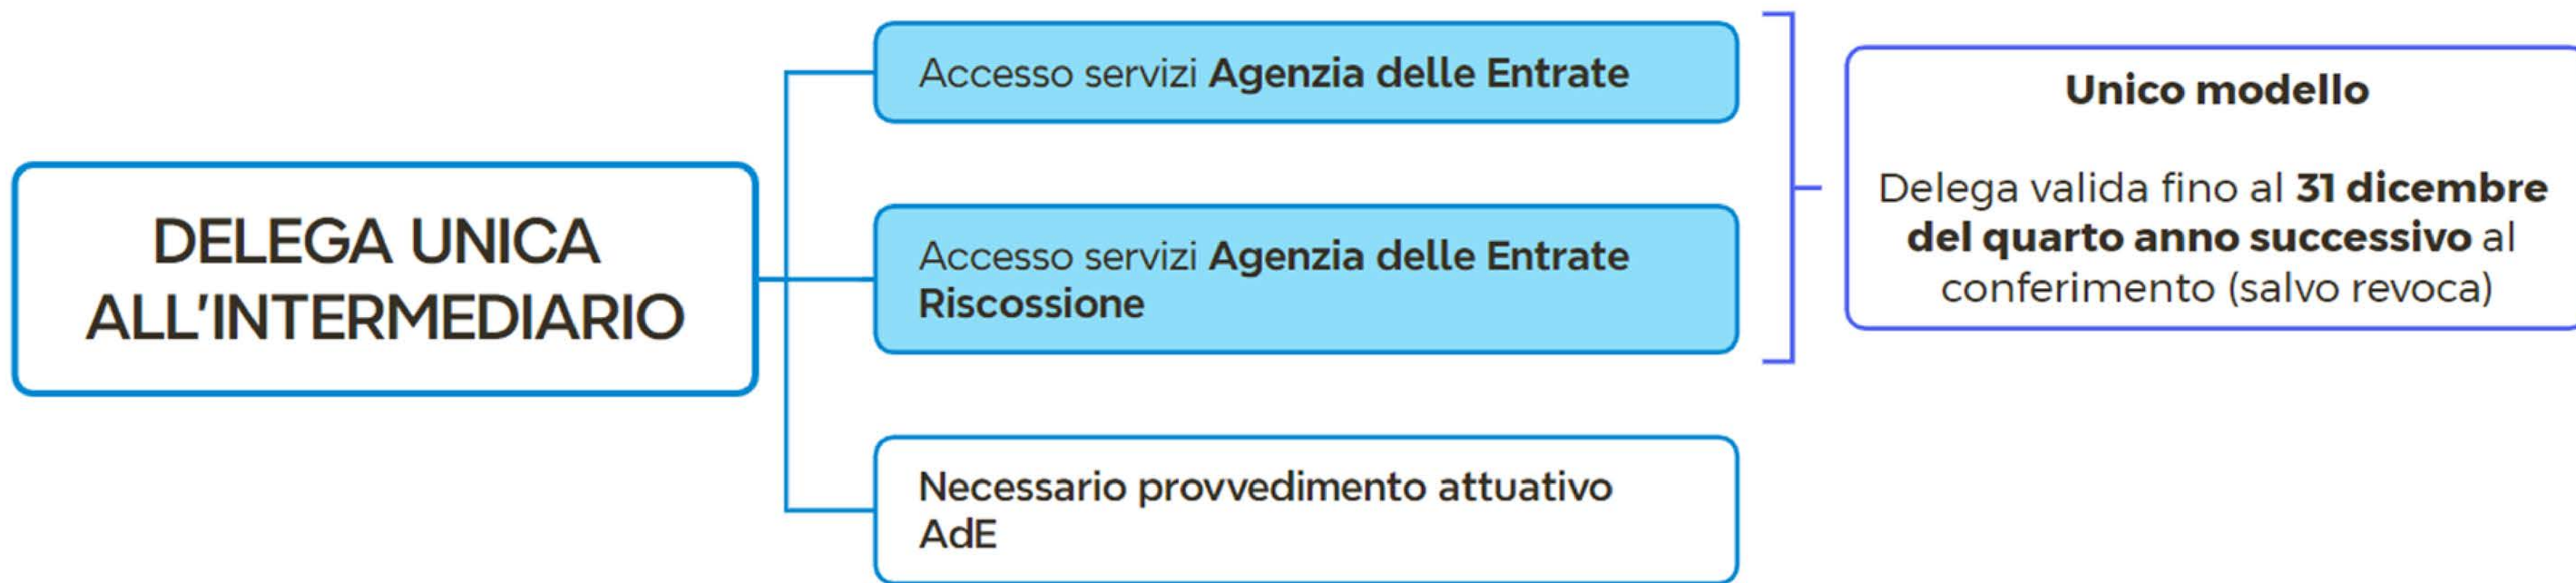 DELEGA UNICA
ALL'INTERMEDIARIO
Accesso servizi Agenzia delle Entrate
Accesso servizi Agenzia delle Entrate
Riscossione
Necessario provvedimento attuativo
AdE
Unico modello
Delega valida fino al 31 dicembre
del quarto anno successivo al
conferimento (salvo revoca)